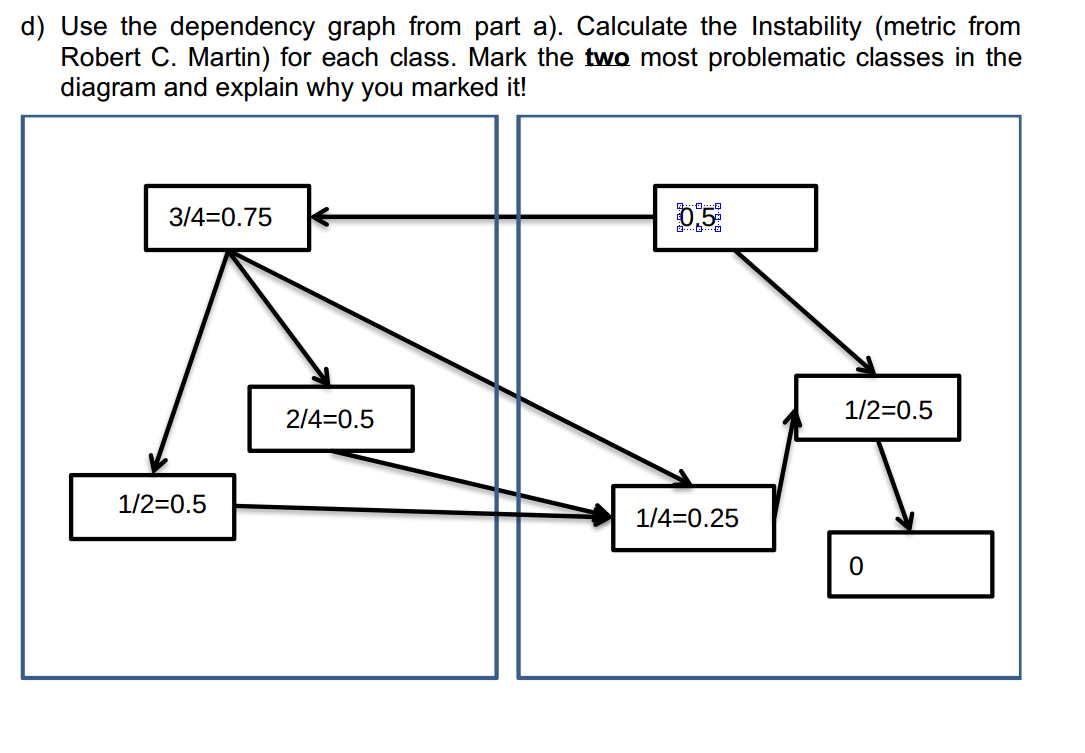 d) Use the dependency graph from part a). Calculate the Instability (metric from
Robert C. Martin) for each class. Mark the two most problematic classes in the
diagram and explain why you marked it!
3/4=0.75
0.5
2/4=0.5
1/2=0.5
1/2=0.5
1/4=0.25
0